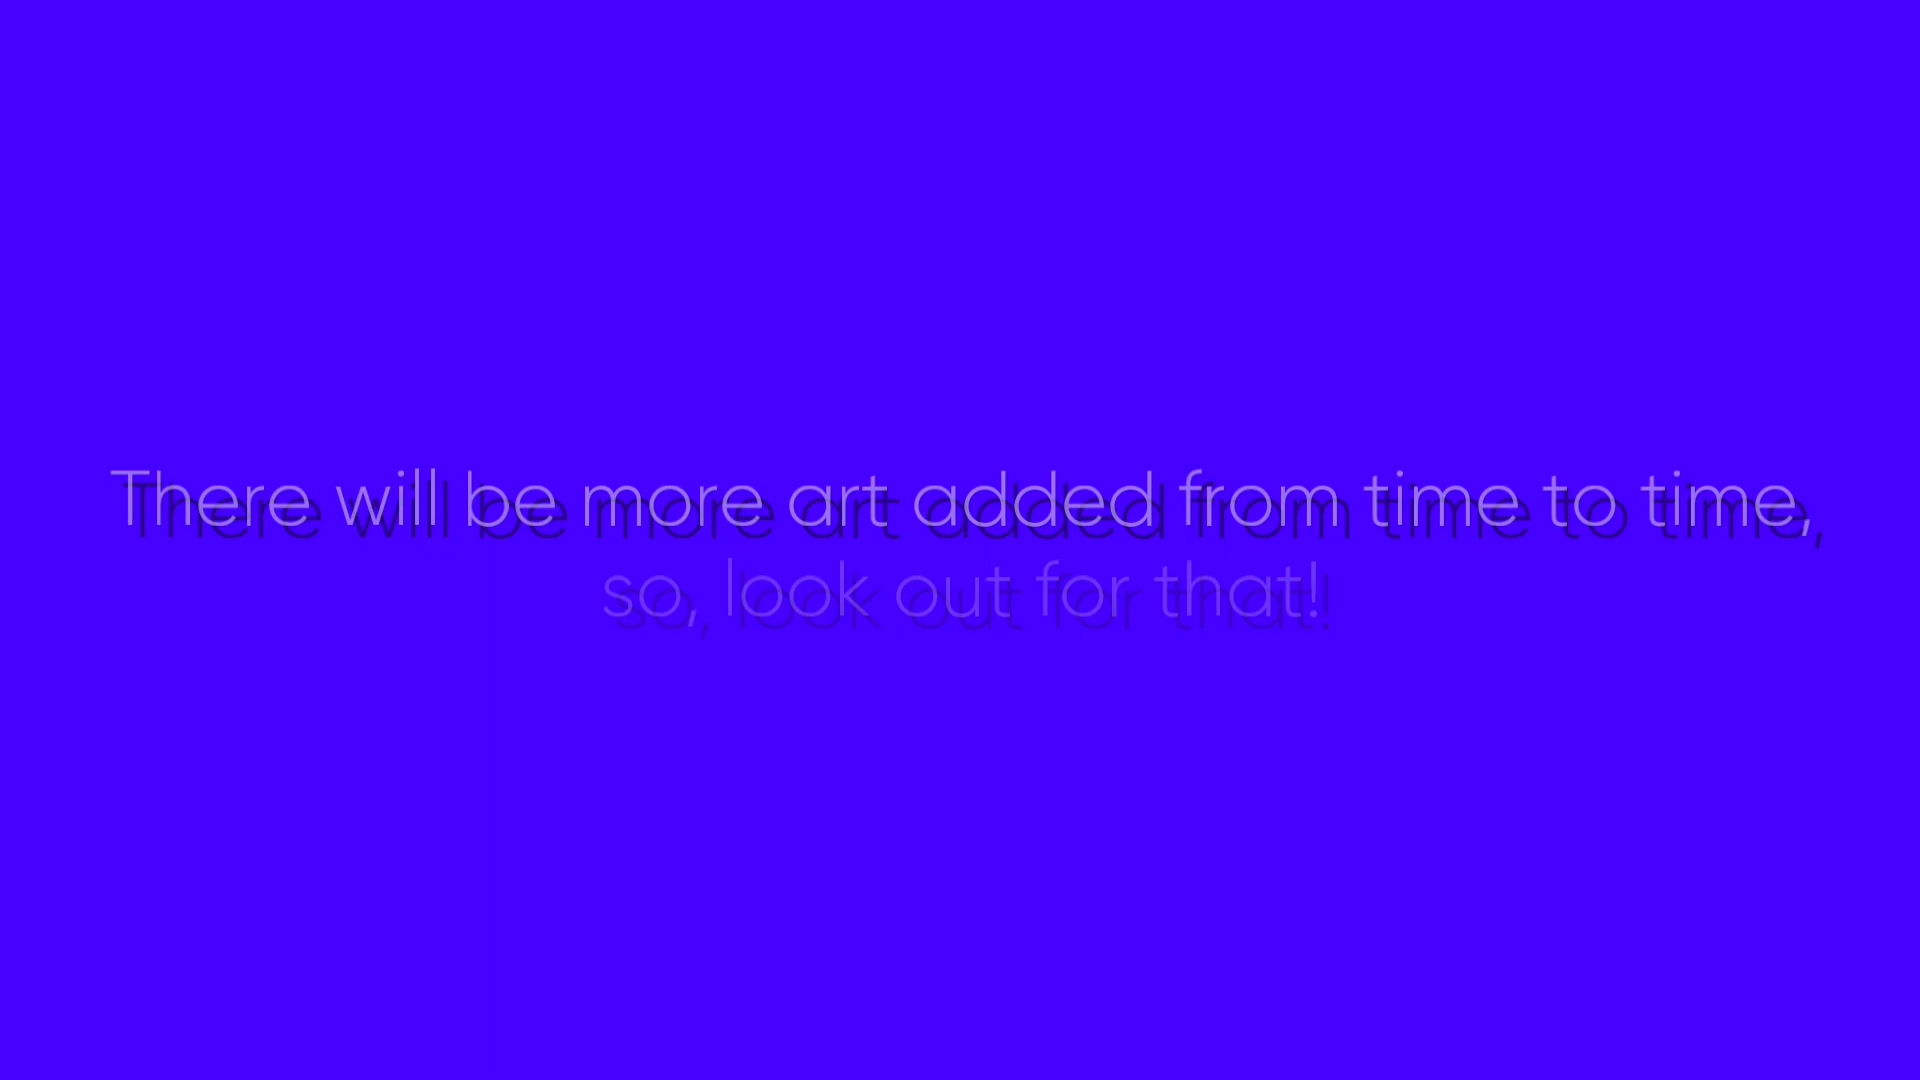 There will be more art added from time to time,
so, look out for that!